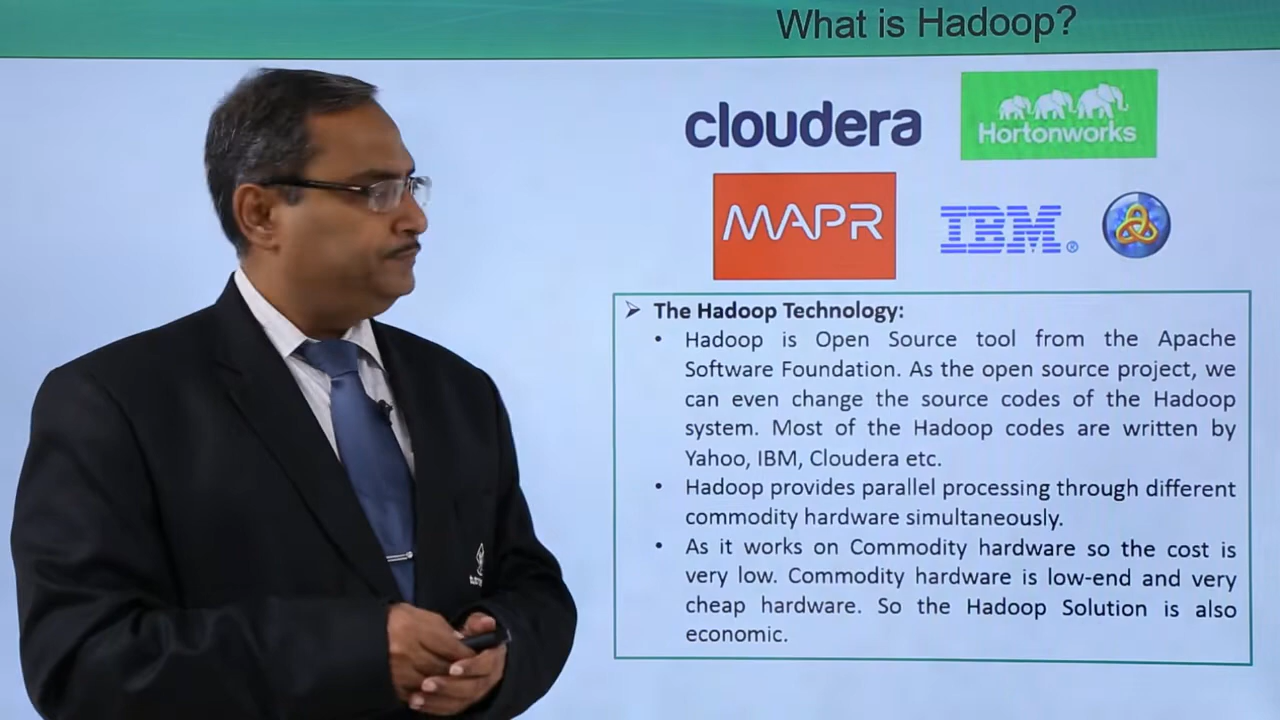 What is Hadoop?
cloudera
Hortonworks
MAPR
IBM®
➢ The Hadoop Technology:
• Hadoop is Open Source tool from the Apache
Software Foundation. As the open source project, we
can even change the source codes of the Hadoop
system. Most of the Hadoop codes are written by
Yahoo, IBM, Cloudera etc.
• Hadoop provides parallel processing through different
commodity hardware simultaneously.
• As it works on Commodity hardware so the cost is
very low. Commodity hardware is low-end and very
cheap hardware. So the Hadoop Solution is also
economic.